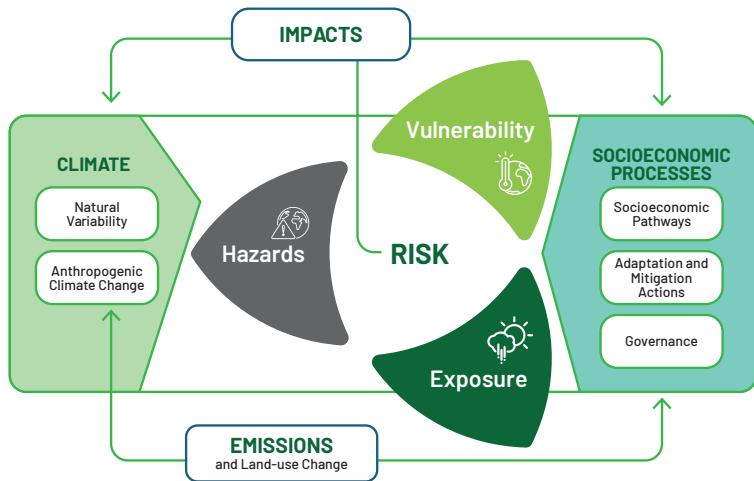 IMPACTS
CLIMATE
Natural
Variability
Anthropogenic
Climate Change
Hazards
Vulnerability
RISK
Exposure
SOCIOECONOMIC
PROCESSES
Socioeconomic
Pathways
Adaptation and
Mitigation
Actions
Governance
EMISSIONS
and Land-use Change